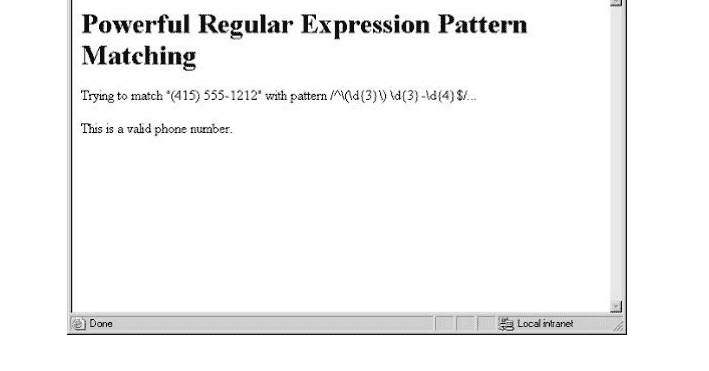 Powerful Regular Expression Pattern
Matching
Trying to match "(415) 555-1212" with pattern /^\(\d{3}\) \d{3}-\d{4}$/...
This is a valid phone number.
Done
Local intranet